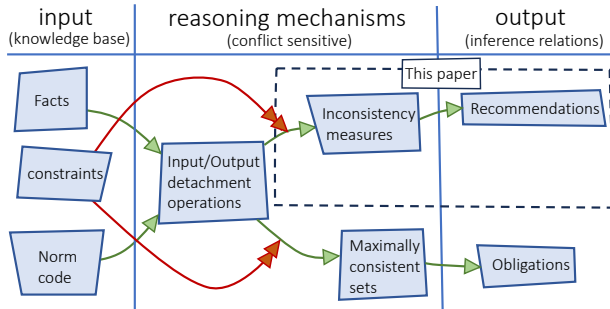 input
(knowledge base)
reasoning mechanisms
(conflict sensitive)
output
(inference relations)
This paper
Facts
constraints
Norm
code
Input/Output
detachment
operations
Inconsistency
measures
Maximally
consistent
sets
Recommendations
Obligations